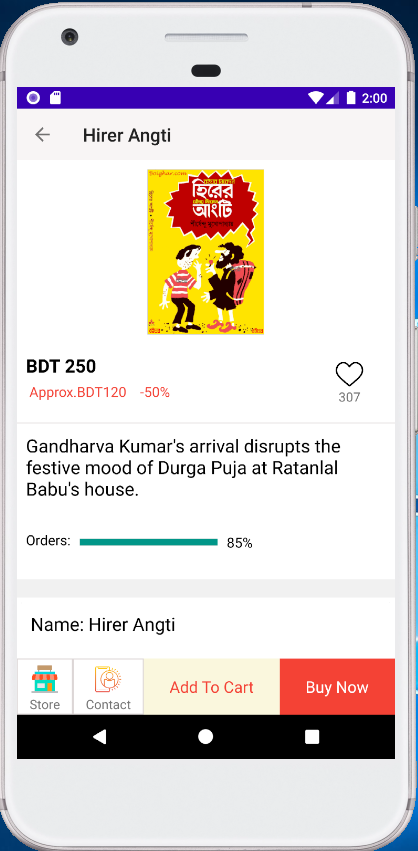 2:00
Hirer Angti
হিরের
আংটি
শীর্ষেন্দু মুখোপাধ্যায়
BDT 250
Approx.BDT120 -50%
307
Gandharva Kumar's arrival disrupts the
festive mood of Durga Puja at Ratanlal
Babu's house.
Orders: 85%
Name: Hirer Angti
Store Contact Add To Cart Buy Now